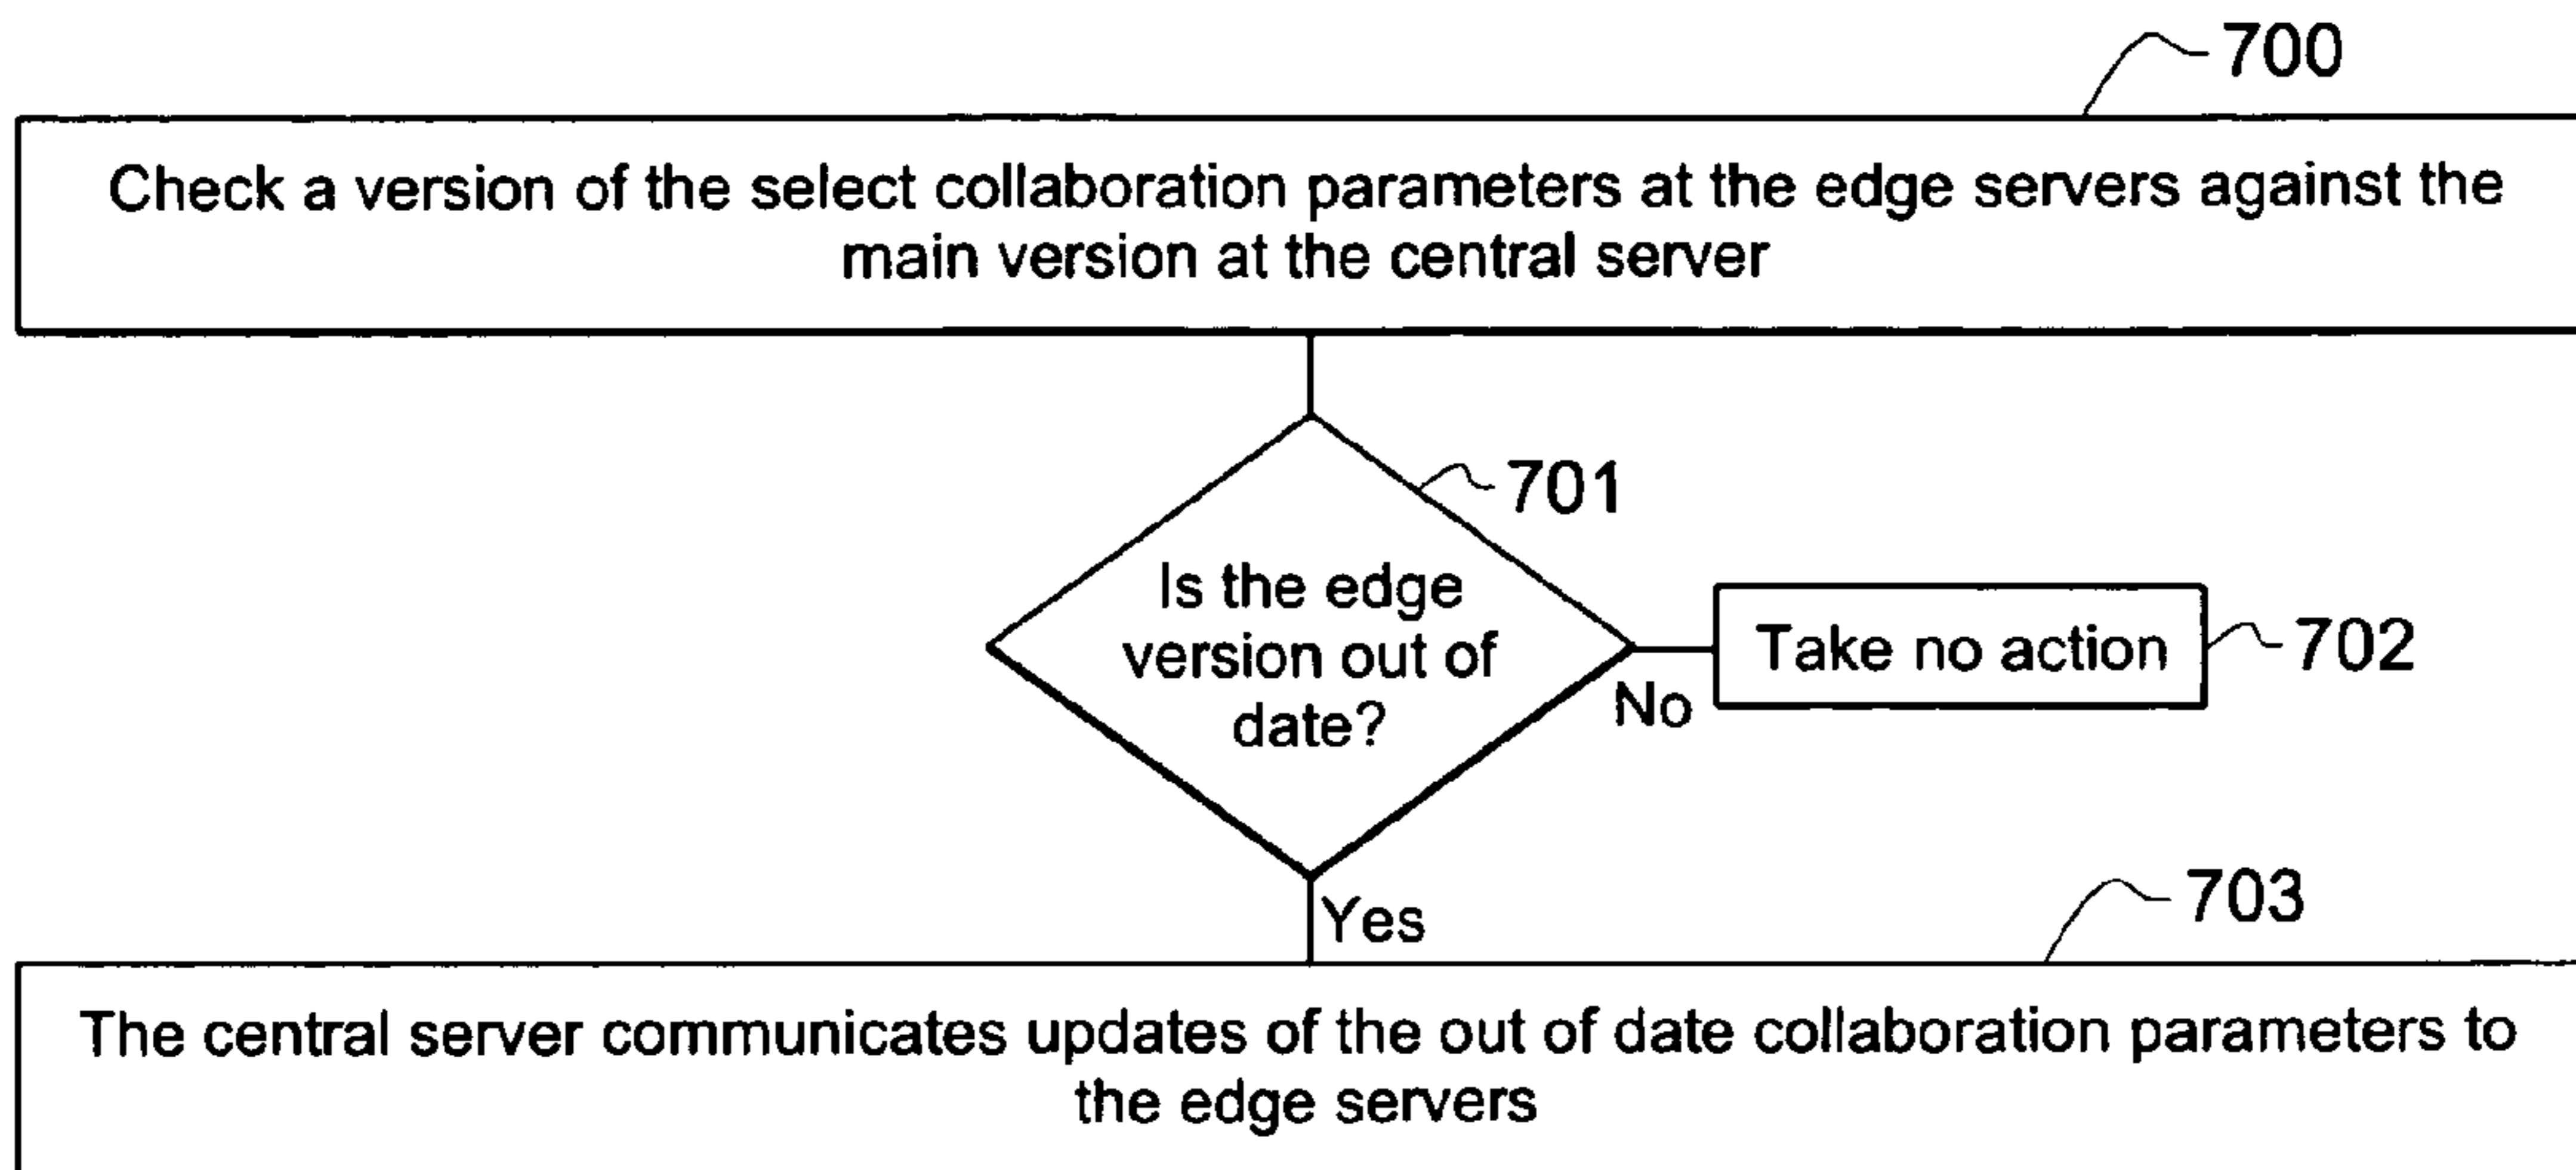 700
Check a version of the select collaboration parameters at the edge servers against the
main version at the central server
701
Is the edge
version out of
date?
No
Take no action
702
Yes
703
The central server communicates updates of the out of date collaboration parameters to
the edge servers